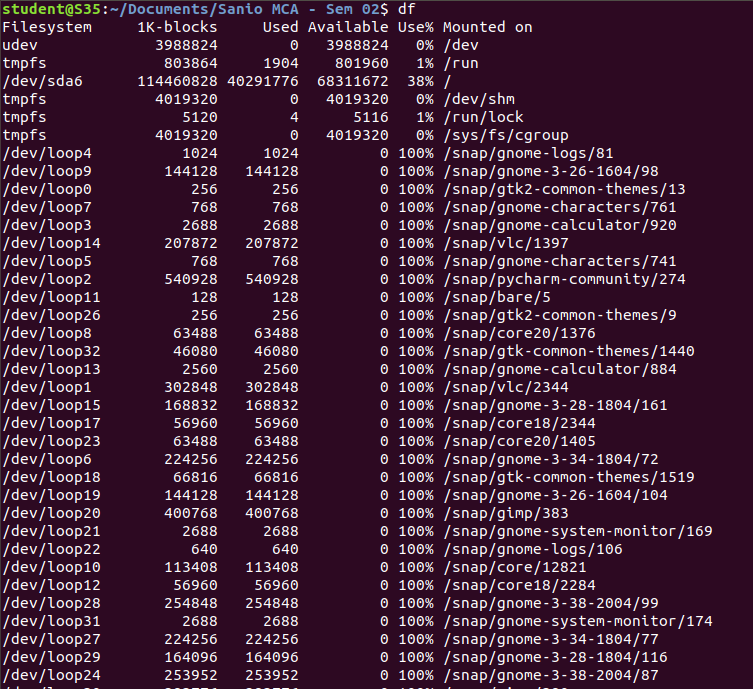 student@S35:~/Documents/Sanio MCA - Sem 02$ df
Filesystem     1K-blocks     Used Available Use% Mounted on
udev             3988824        0   3988824   0% /dev
tmpfs             803864     1904    801960   1% /run
/dev/sda6      114460828 40291776  68311672  38% /
tmpfs            4019320        0   4019320   0% /dev/shm
tmpfs               5120        4      5116   1% /run/lock
tmpfs            4019320        0   4019320   0% /sys/fs/cgroup
/dev/loop4          1024     1024         0 100% /snap/gnome-logs/81
/dev/loop9        144128   144128         0 100% /snap/gnome-3-26-1604/98
/dev/loop0           256      256         0 100% /snap/gtk2-common-themes/13
/dev/loop7           768      768         0 100% /snap/gnome-characters/761
/dev/loop3          2688     2688         0 100% /snap/gnome-calculator/920
/dev/loop14       207872   207872         0 100% /snap/vlc/1397
/dev/loop5           768      768         0 100% /snap/gnome-characters/741
/dev/loop2        540928   540928         0 100% /snap/pycharm-community/274
/dev/loop11          128      128         0 100% /snap/bare/5
/dev/loop26          256      256         0 100% /snap/gtk2-common-themes/9
/dev/loop8         63488    63488         0 100% /snap/core20/1376
/dev/loop32        46080    46080         0 100% /snap/gtk-common-themes/1440
/dev/loop13         2560     2560         0 100% /snap/gnome-calculator/884
/dev/loop1        302848   302848         0 100% /snap/vlc/2344
/dev/loop15       168832   168832         0 100% /snap/gnome-3-28-1804/161
/dev/loop17        56960    56960         0 100% /snap/core18/2344
/dev/loop23        63488    63488         0 100% /snap/core20/1405
/dev/loop6        224256   224256         0 100% /snap/gnome-3-34-1804/72
/dev/loop18        66816    66816         0 100% /snap/gtk-common-themes/1519
/dev/loop19       144128   144128         0 100% /snap/gnome-3-26-1604/104
/dev/loop20       400768   400768         0 100% /snap/gimp/383
/dev/loop21         2688     2688         0 100% /snap/gnome-system-monitor/169
/dev/loop22          640      640         0 100% /snap/gnome-logs/106
/dev/loop10       113408   113408         0 100% /snap/core/12821
/dev/loop12        56960    56960         0 100% /snap/core18/2284
/dev/loop28       254848   254848         0 100% /snap/gnome-3-38-2004/99
/dev/loop31         2688     2688         0 100% /snap/gnome-system-monitor/174
/dev/loop27       224256   224256         0 100% /snap/gnome-3-34-1804/77
/dev/loop29       164096   164096         0 100% /snap/gnome-3-28-1804/116
/dev/loop24       253952   253952         0 100% /snap/gnome-3-38-2004/87